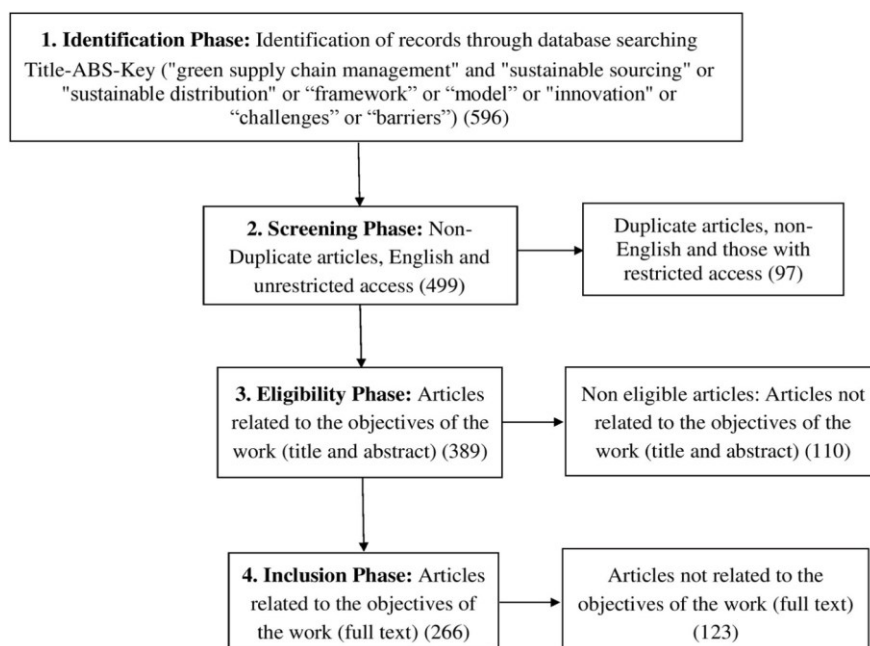 1. Identification Phase: Identification of records through database searching
Title-ABS-Key ("green supply chain management" and "sustainable sourcing" or
"sustainable distribution" or “framework” or “model” or "innovation" or
“challenges” or “barriers”) (596)
2. Screening Phase: Non-
Duplicate articles, English and
unrestricted access (499)
Duplicate articles, non-
English and those with
restricted access (97)
3. Eligibility Phase: Articles
related to the objectives of the
work (title and abstract) (389)
Non eligible articles: Articles not
related to the objectives of the
work (title and abstract) (110)
4. Inclusion Phase: Articles
related to the objectives of
the work (full text) (266)
Articles not related to the
objectives of the work (full text)
(123)